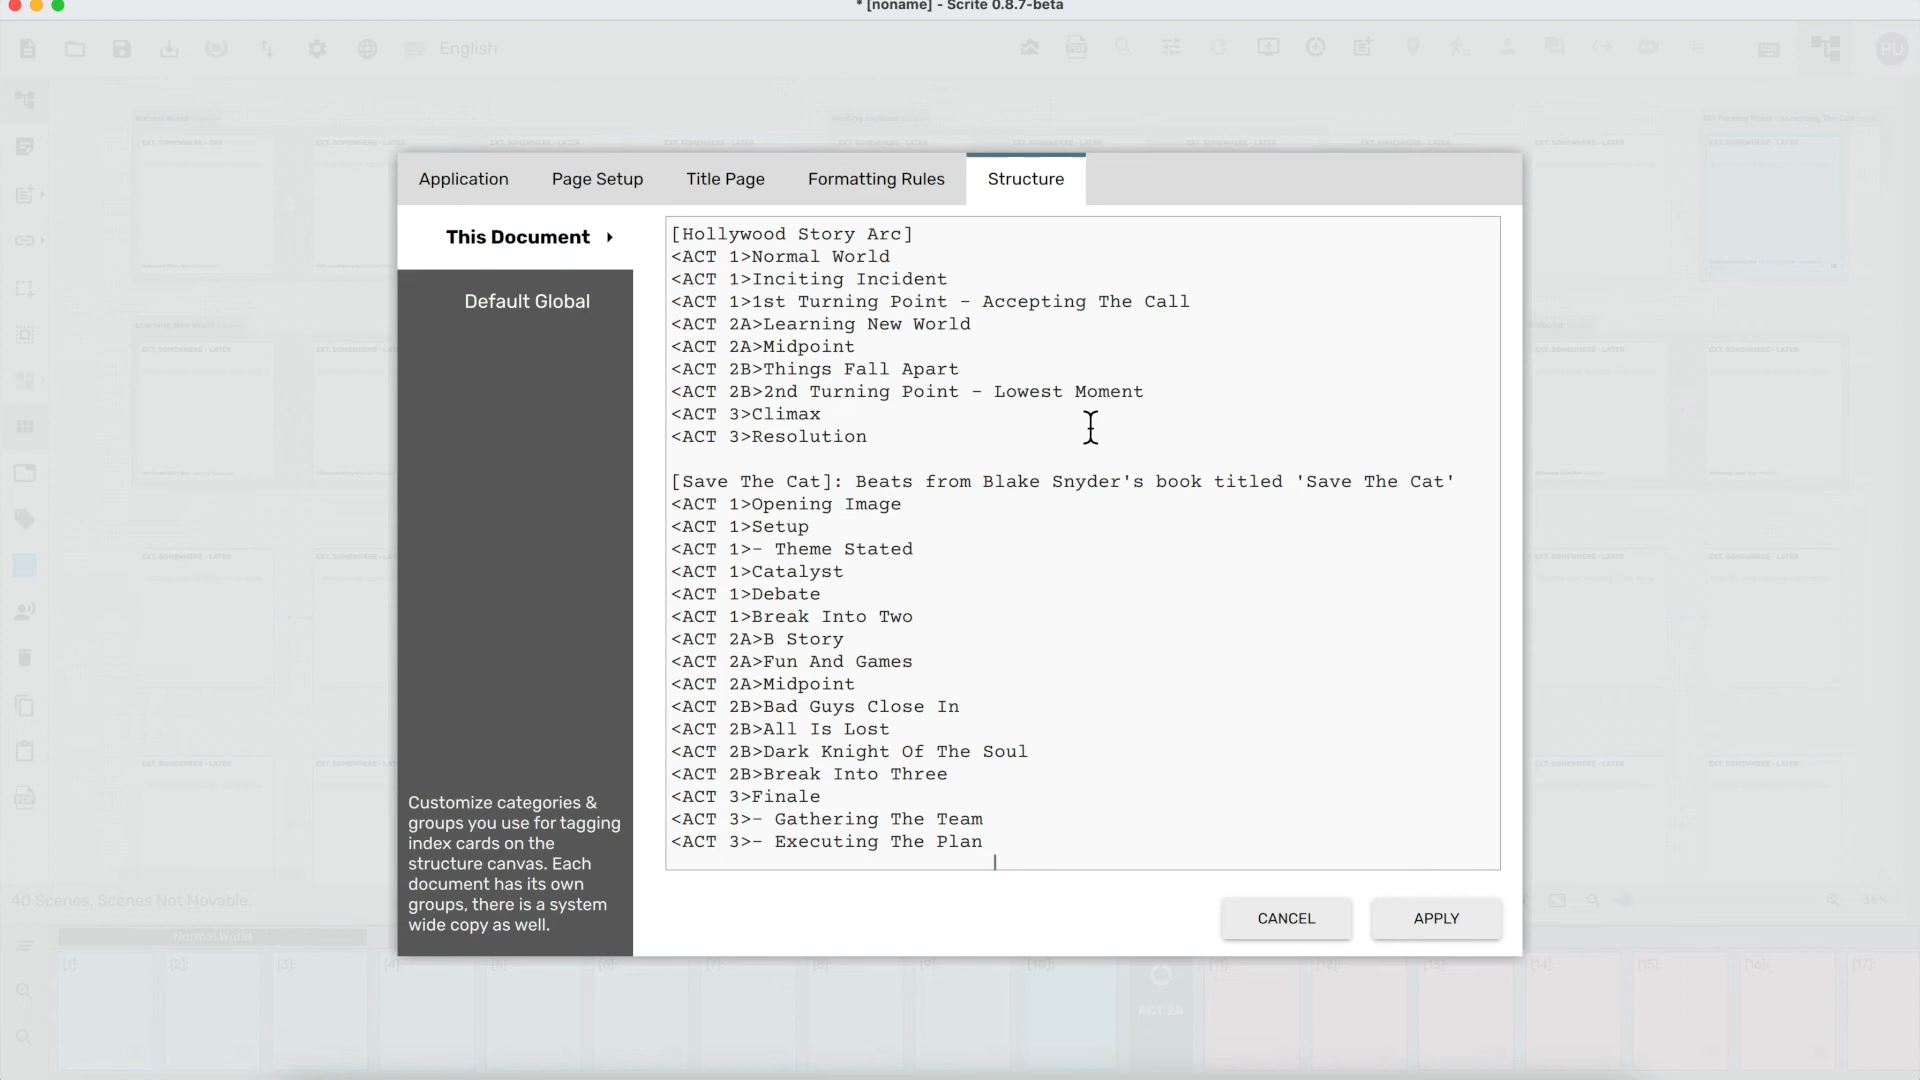 * [noname] - Scrite 0.8.7-beta
English
PU
Application
Page Setup
Title Page
Formatting Rules
Structure
This Document
Default Global
Customize categories &
groups you use for tagging
index cards on the
structure canvas. Each
document has its own
groups, there is a system
wide copy as well.
[Hollywood Story Arc]
<ACT 1>Normal World
<ACT 1>Inciting Incident
<ACT 1>1st Turning Point - Accepting The Call
<ACT 2A>Learning New World
<ACT 2A>Midpoint
<ACT 2B>Things Fall Apart
<ACT 2B>2nd Turning Point - Lowest Moment
<ACT 3>Climax
<ACT 3>Resolution
[Save The Cat]: Beats from Blake Snyder's book titled 'Save The Cat'
<ACT 1>Opening Image
<ACT 1>Setup
<ACT 1>- Theme Stated
<ACT 1>Catalyst
<ACT 1>Debate
<ACT 1>Break Into Two
<ACT 2A>B Story
<ACT 2A>Fun And Games
<ACT 2A>Midpoint
<ACT 2B>Bad Guys Close In
<ACT 2B>All Is Lost
<ACT 2B>Dark Knight Of The Soul
<ACT 2B>Break Into Three
<ACT 3>Finale
<ACT 3>- Gathering The Team
<ACT 3>- Executing The Plan
CANCEL
APPLY
40 Scenes. Scenes Not Movable.
Normal World
ACT 2A